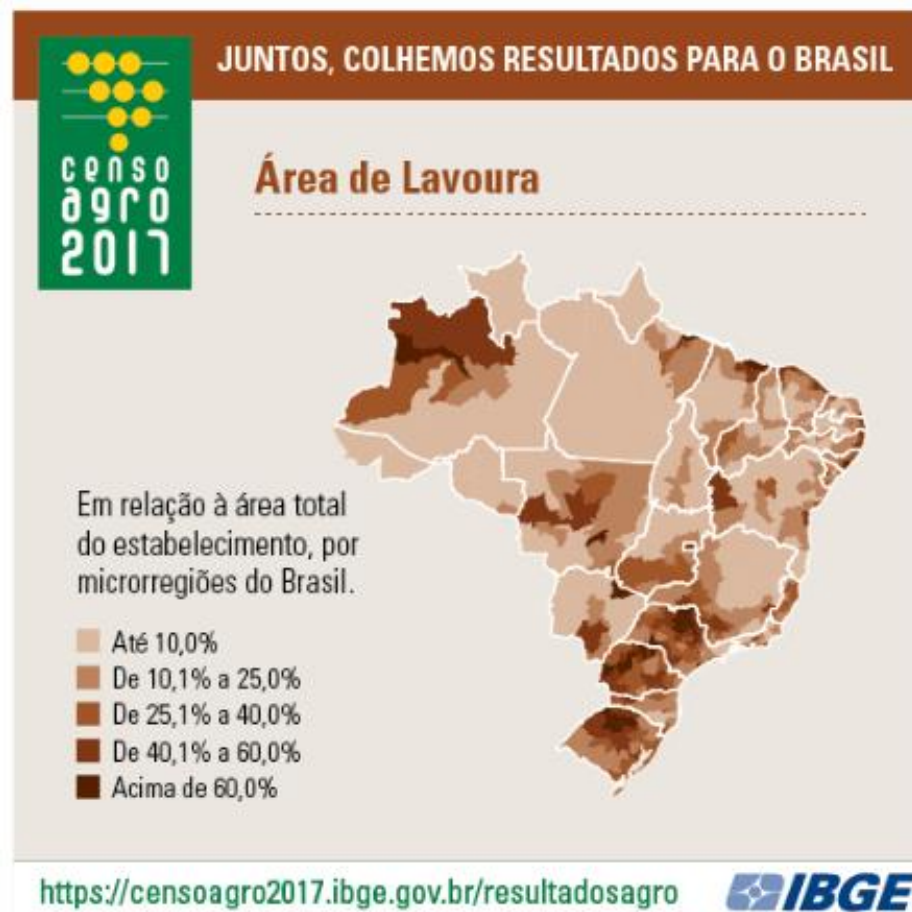 JUNTOS, COLHEMOS RESULTADOS PARA O BRASIL
censo
agro
2017
Área de Lavoura
Em relação à área total
do estabelecimento, por
microrregiões do Brasil.
Até 10,0%
De 10,1% a 25,0%
De 25,1% a 40,0%
De 40,1% a 60,0%
Acima de 60,0%
https://censoagro2017.ibge.gov.br/resultadosagro
IBGE